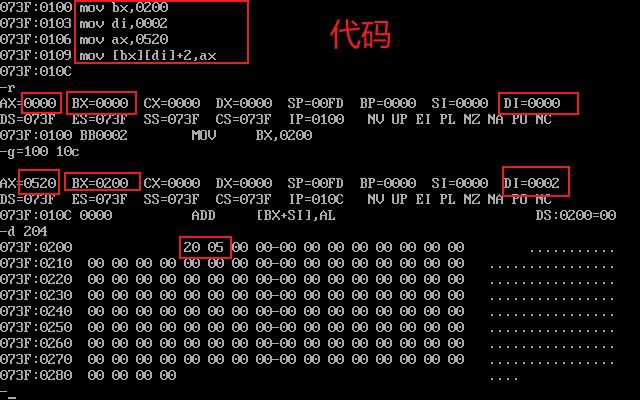 073F:0100 mov bx,0200
073F:0103 mov di,0002
代码
073F:0106 mov ax,0520
073F:0109 mov [bx][di]+2,ax
073F:010C
-r
AX=0000 BX=0000 CX=0000 DX=0000 SP=00FD BP=0000 SI=0000 DI=0000
DS=073F ES=073F SS=073F CS=073F IP=0100 NV UP EI PL NZ NA PO NC
073F:0100 BB0002 MOV BX,0200
-g=100 10c
AX=0520 BX=0200 CX=0000 DX=0000 SP=00FD BP=0000 SI=0000 DI=0002
DS=073F ES=073F SS=073F CS=073F IP=010C NV UP EI PL NZ NA PO NC
073F:010C 0000 ADD [BX+SI],AL DS:0200=00
-d 204
073F:0200 20 05 00 00-00 00 00 00 00 00 00 00 ............
073F:0210 00 00 00 00 00 00 00 00-00 00 00 00 00 00 00 00 ................
073F:0220 00 00 00 00 00 00 00 00-00 00 00 00 00 00 00 00 ................
073F:0230 00 00 00 00 00 00 00 00-00 00 00 00 00 00 00 00 ................
073F:0240 00 00 00 00 00 00 00 00-00 00 00 00 00 00 00 00 ................
073F:0250 00 00 00 00 00 00 00 00-00 00 00 00 00 00 00 00 ................
073F:0260 00 00 00 00 00 00 00 00-00 00 00 00 00 00 00 00 ................
073F:0270 00 00 00 00 00 00 00 00-00 00 00 00 00 00 00 00 ................
073F:0280 00 00 00 00 ....
-_